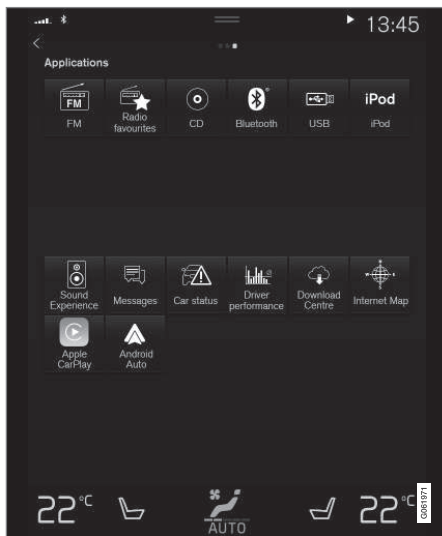 13:45
Applications
FM
FM
Radio
favourites
CD
Bluetooth
USB
iPod
iPod
Sound
Experience
Messages
Car status
Driver
performance
Download
Centre
Internet Map
Apple
CarPlay
Android
Auto
22°C
AUTO
22°C
G061971